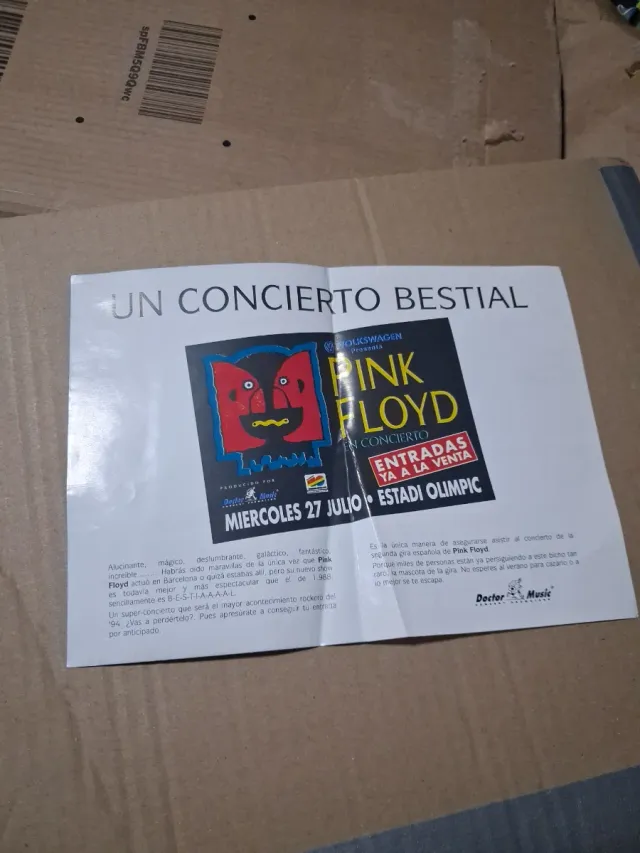 spFBM5Q9Qwc
UN CONCIERTO BESTIAL
VOLKSWAGEN
Presenta
PINK
FLOYD
EN CONCIERTO
ENTRADAS
YA A LA VENTA
PRODUCIDO POR
Doctor Music
MIERCOLES 27 JULIO • ESTADI OLIMPIC
Alucinante, mágico, deslumbrante, galáctico, fantástico,
increíble .... Habrás oído maravillas de la única vez que Pink
Floyd actuó en Barcelona o quizá estabas allí, pero su nuevo show
es todavía mejor y más espectacular que el de 1.988:
sencillamente es B-E-S-T-I-A-A-A-A-L.
Un super-concierto que será el mayor acontecimiento rockero del
'94. ¿Vas a perdértelo?. Pues apresúrate a conseguir tu entrada
por anticipado.
Es la única manera de asegurarse asistir al concierto de la
segunda gira española de Pink Floyd.
Porque miles de personas están ya persiguiendo a este bicho tan
raro, la mascota de la gira. No esperes al verano para cazarlo o a
lo mejor se te escapa.
Doctor Music